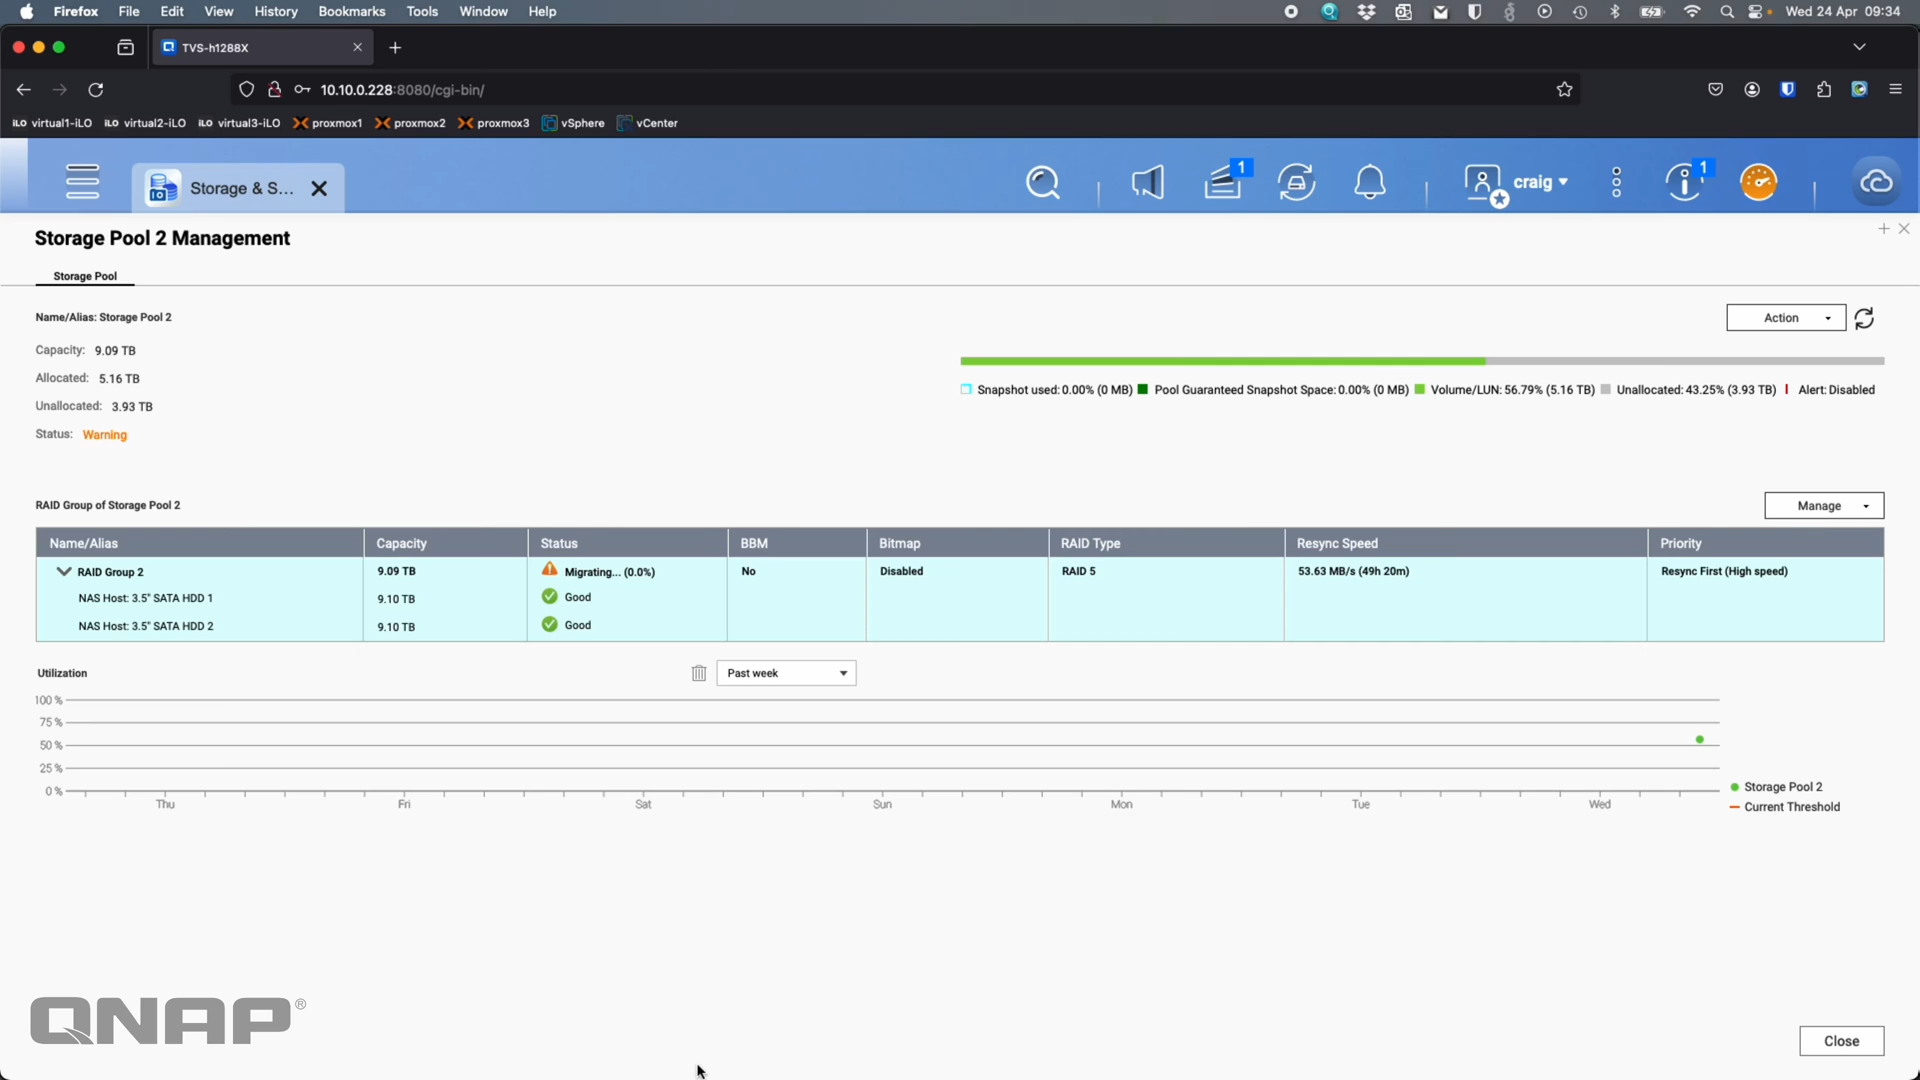 Firefox File Edit View History Bookmarks Tools Window Help Wed 24 Apr 09:34
TVS-h1288X
10.10.0.228:8080/cgi-bin/
iLO virtual1-iLO iLO virtual2-iLO iLO virtual3-iLO proxmox1 proxmox2 proxmox3 vSphere vCenter
Storage & S... 1 craig 1
Storage Pool 2 Management
Storage Pool
Name/Alias: Storage Pool 2 Action
Capacity: 9.09 TB
Allocated: 5.16 TB
Snapshot used: 0.00% (0 MB) Pool Guaranteed Snapshot Space: 0.00% (0 MB) Volume/LUN: 56.79% (5.16 TB) Unallocated: 43.25% (3.93 TB) Alert: Disabled
Unallocated: 3.93 TB
Status: Warning
RAID Group of Storage Pool 2 Manage
Name/Alias Capacity Status BBM Bitmap RAID Type Resync Speed Priority
RAID Group 2 9.09 TB Migrating... (0.0%) No Disabled RAID 5 53.63 MB/s (49h 20m) Resync First (High speed)
NAS Host: 3.5" SATA HDD 1 9.10 TB Good
NAS Host: 3.5" SATA HDD 2 9.10 TB Good
Utilization Past week
100 %
75 %
50 %
25 %
0 %
Thu Fri Sat Sun Mon Tue Wed
Storage Pool 2
Current Threshold
QNAP®
Close